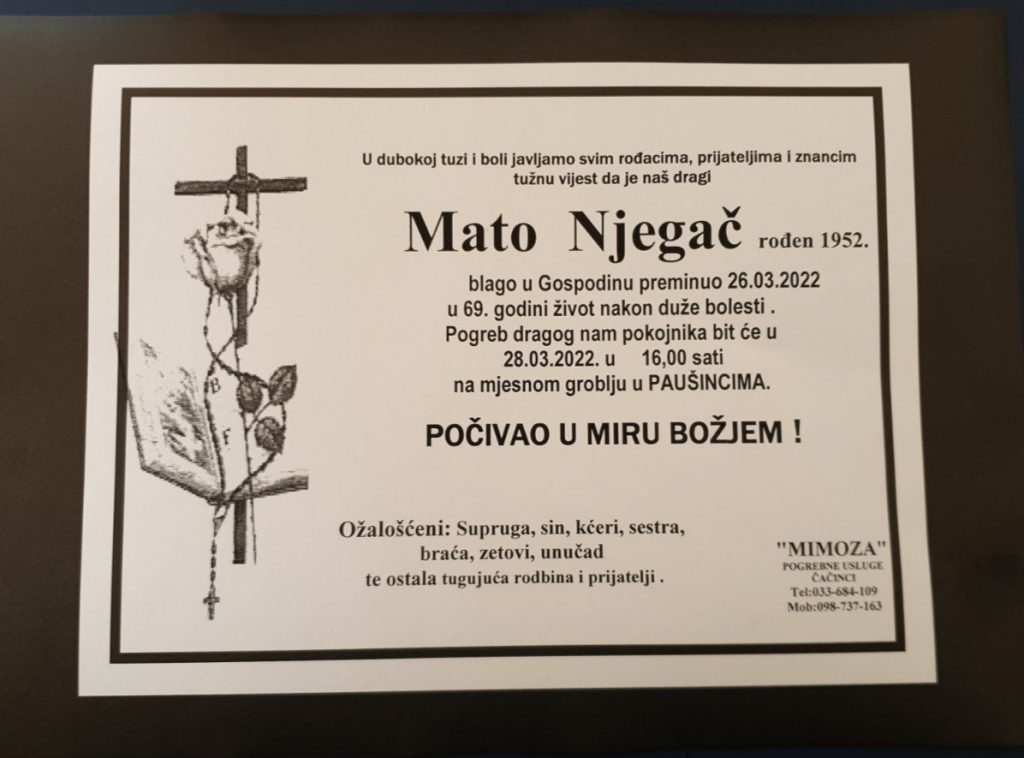 U dubokoj tuzi i boli javljamo svim rođacima, prijateljima i znancim
tužnu vijest da je naš dragi
Mato Njegač rođen 1952.
blago u Gospodinu preminuo 26.03.2022
u 69. godini život nakon duže bolesti .
Pogreb dragog nam pokojnika bit će u
28.03.2022. u 16,00 sati
na mjesnom groblju u PAUŠINCIMA.
POČIVAO U MIRU BOŽJEM !
B
F
Ožalošćeni: Supruga, sin, kćeri, sestra,
braća, zetovi, unučad
te ostala tugujuća rodbina i prijatelji .
"MIMOZA"
POGREBNE USLUGE
ČAČINCI
Tel:033-684-109
Mob:098-737-163